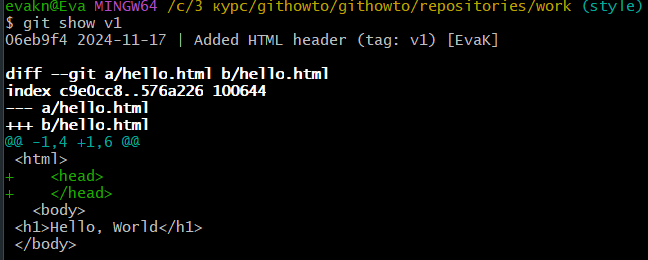 evakn@Eva MINGW64 /c/3 курс/githowto/githowto/repositories/work (style)
$ git show v1
06eb9f4 2024-11-17 | Added HTML header (tag: v1) [EvaK]

diff --git a/hello.html b/hello.html
index c9e0cc8..576a226 100644
--- a/hello.html
+++ b/hello.html
@@ -1,4 +1,6 @@
 <html>
+    <head>
+    </head>
   <body>
 <h1>Hello, World</h1>
 </body>